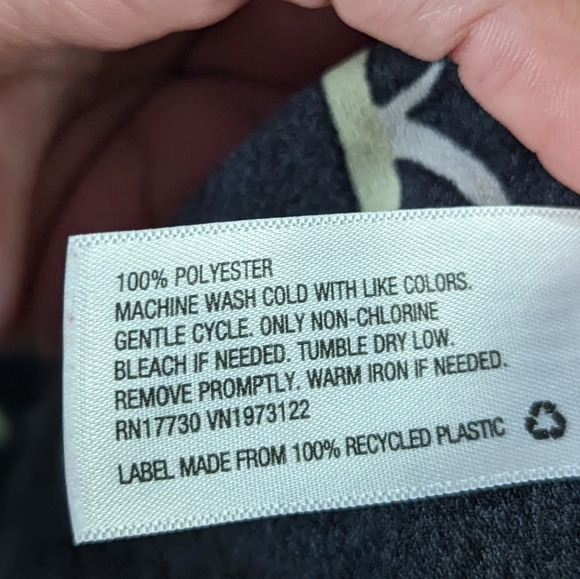 100% POLYESTER
MACHINE WASH COLD WITH LIKE COLORS.
GENTLE CYCLE. ONLY NON-CHLORINE
BLEACH IF NEEDED. TUMBLE DRY LOW.
REMOVE PROMPTLY. WARM IRON IF NEEDED.
RN17730 VN1973122
LABEL MADE FROM 100% RECYCLED PLASTIC